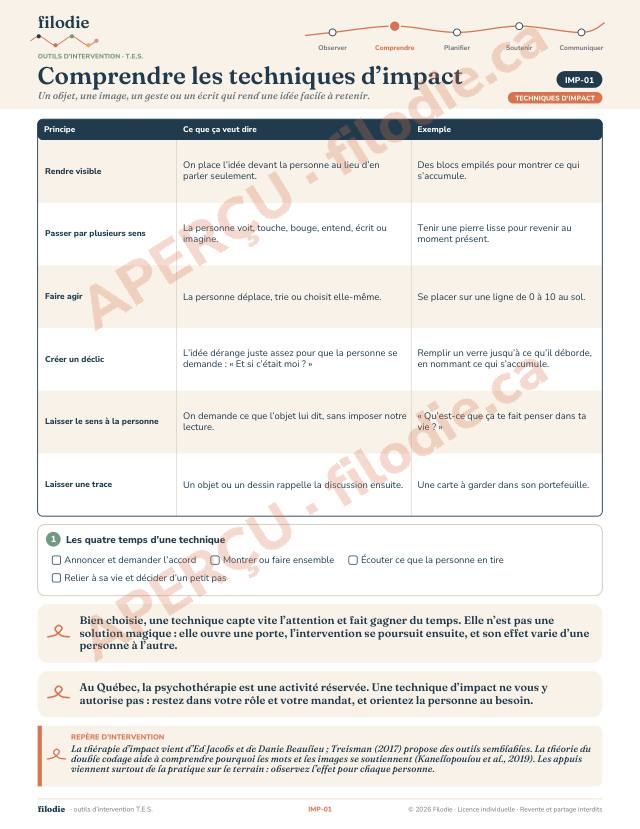 filodie
OUTILS D'INTERVENTION · T.E.S.
Observer
Comprendre
Planifier
Soutenir
Communiquer
Comprendre les techniques d'impact
IMP-01
Un objet, une image, un geste ou un écrit qui rend une idée facile à retenir.
TECHNIQUES D'IMPACT
Principe
Ce que ça veut dire
Exemple
Rendre visible
On place l'idée devant la personne au lieu d'en
parler seulement.
Des blocs empilés pour montrer ce qui
s'accumule.
Passer par plusieurs sens
La personne voit, touche, bouge, entend, écrit ou
imagine.
Tenir une pierre lisse pour revenir au
moment présent.
Faire agir
La personne déplace, trie ou choisit elle-même.
Se placer sur une ligne de 0 à 10 au sol.
Créer un déclic
L'idée dérange juste assez pour que la personne se
demande : « Et si c'était moi ? »
Remplir un verre jusqu'à ce qu'il déborde,
en nommant ce qui s'accumule.
Laisser le sens à la personne
On demande ce que l'objet lui dit, sans imposer notre
lecture.
« Qu'est-ce que ça te fait penser dans ta
vie ? »
Laisser une trace
Un objet ou un dessin rappelle la discussion ensuite.
Une carte à garder dans son portefeuille.
APERÇU · filodie.ca
APERÇU · filodie.ca
1 Les quatre temps d'une technique
Annoncer et demander l'accord
Montrer ou faire ensemble
Écouter ce que la personne en tire
Relier à sa vie et décider d'un petit pas
Bien choisie, une technique capte vite l'attention et fait gagner du temps. Elle n'est pas une
solution magique : elle ouvre une porte, l'intervention se poursuit ensuite, et son effet varie d'une
personne à l'autre.
Au Québec, la psychothérapie est une activité réservée. Une technique d'impact ne vous y
autorise pas : restez dans votre rôle et votre mandat, et orientez la personne au besoin.
REPÈRE D'INTERVENTION
La thérapie d'impact vient d'Ed Jacobs et de Danie Beaulieu ; Treisman (2017) propose des outils semblables. La théorie du
double codage aide à comprendre pourquoi les mots et les images se soutiennent (Kanellopoulou et al., 2019). Les appuis
viennent surtout de la pratique sur le terrain : observez l'effet pour chaque personne.
filodie · outils d'intervention T.E.S.
IMP-01
© 2026 Filodie · Licence individuelle · Revente et partage interdits